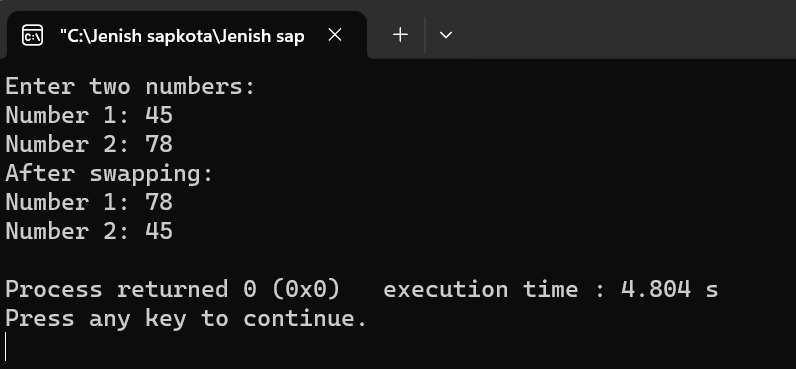 "C:\Jenish sapkota\Jenish sap
Enter two numbers:
Number 1: 45
Number 2: 78
After swapping:
Number 1: 78
Number 2: 45
Process returned 0 (0x0)   execution time : 4.804 s
Press any key to continue.